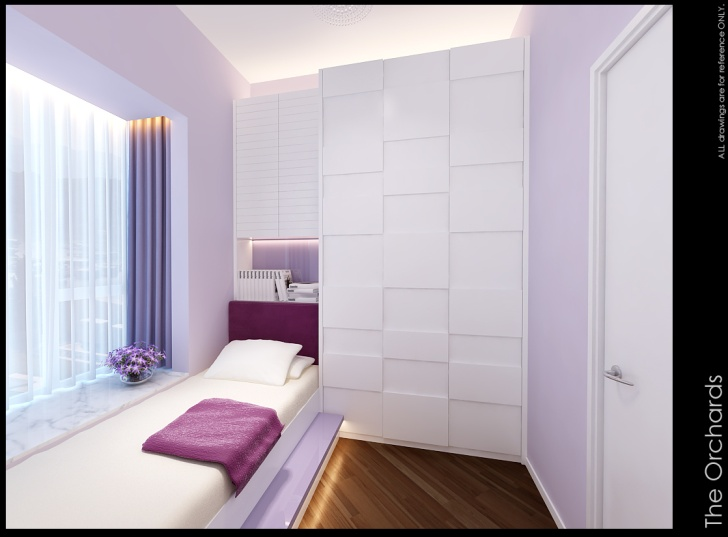 ALL drawings are for reference ONLY.
The Orchards